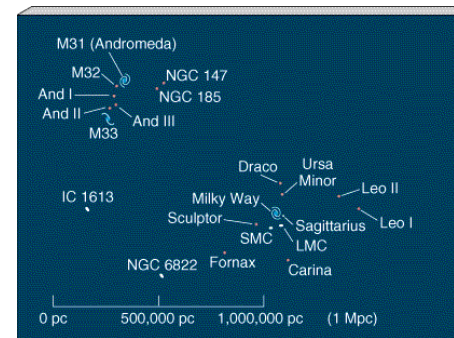 M31 (Andromeda)
M32
NGC 147
And I
NGC 185
And II
And III
M33
Draco
Ursa
Minor
Leo II
IC 1613
Milky Way
Sculptor
Sagittarius
Leo I
SMC
LMC
NGC 6822
Fornax
Carina
0 pc
500,000 pc
1,000,000 pc
(1 Mpc)